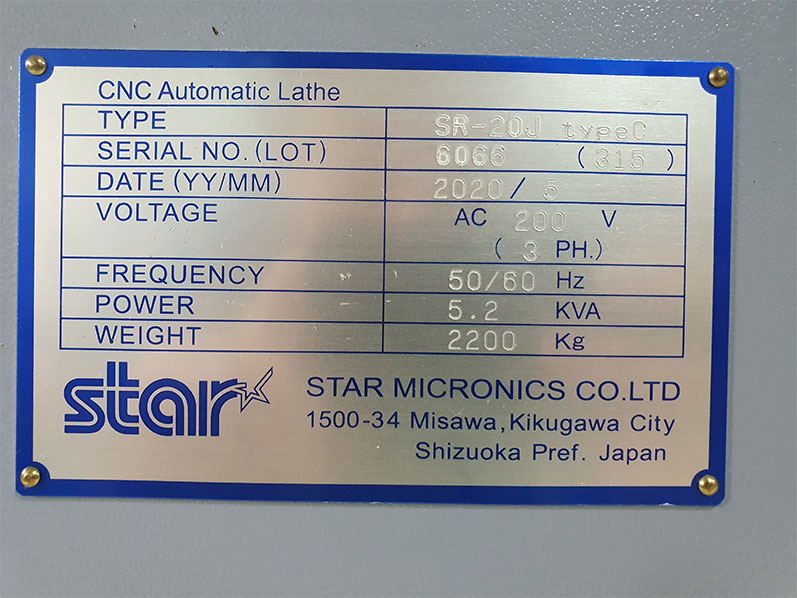 CNC Automatic Lathe
TYPE SR-20J typeC
SERIAL NO.(LOT) 6066 (315)
DATE (YY/MM) 2020/ 5
VOLTAGE AC 200 V
( 3 PH.)
FREQUENCY 50/60 Hz
POWER 5.2 KVA
WEIGHT 2200 Kg
star
STAR MICRONICS CO.LTD
1500-34 Misawa,Kikugawa City
Shizuoka Pref. Japan